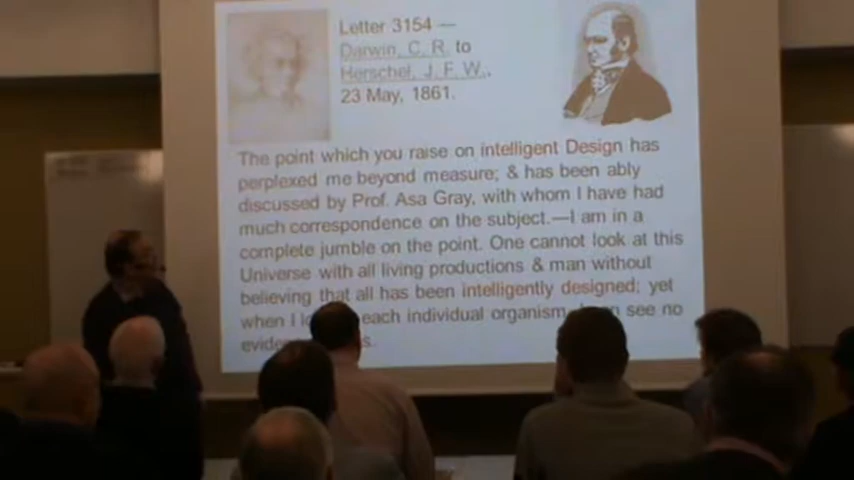 Letter 3154 —
Darwin, C. R. to
Herschel, J. F. W.,
23 May, 1861.
The point which you raise on intelligent Design has
perplexed me beyond measure; & has been ably
discussed by Prof. Asa Gray, with whom I have had
much correspondence on the subject.—I am in a
complete jumble on the point. One cannot look at this
Universe with all living productions & man without
believing that all has been intelligently designed; yet
when I each individual organism, can see no